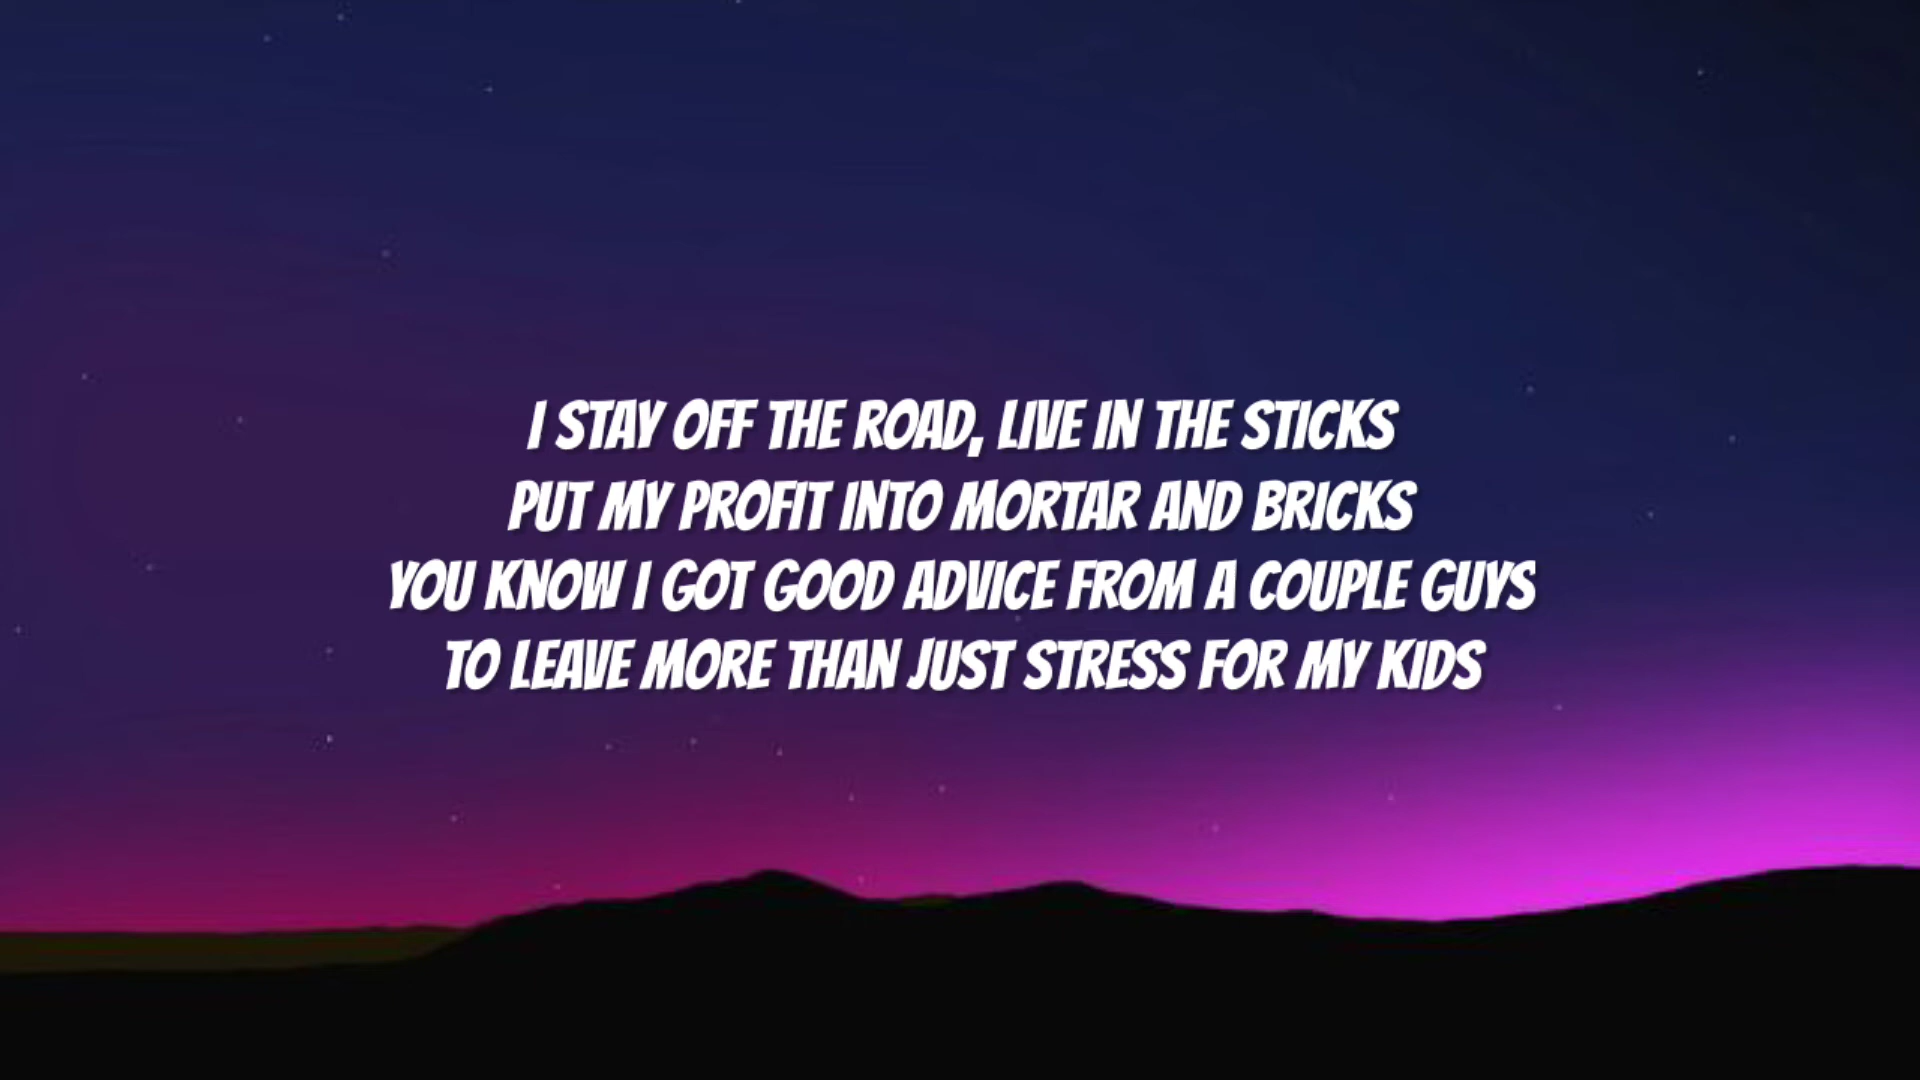 I STAY OFF THE ROAD, LIVE IN THE STICKS
PUT MY PROFIT INTO MORTAR AND BRICKS
YOU KNOW I GOT GOOD ADVICE FROM A COUPLE GUYS
TO LEAVE MORE THAN JUST STRESS FOR MY KIDS